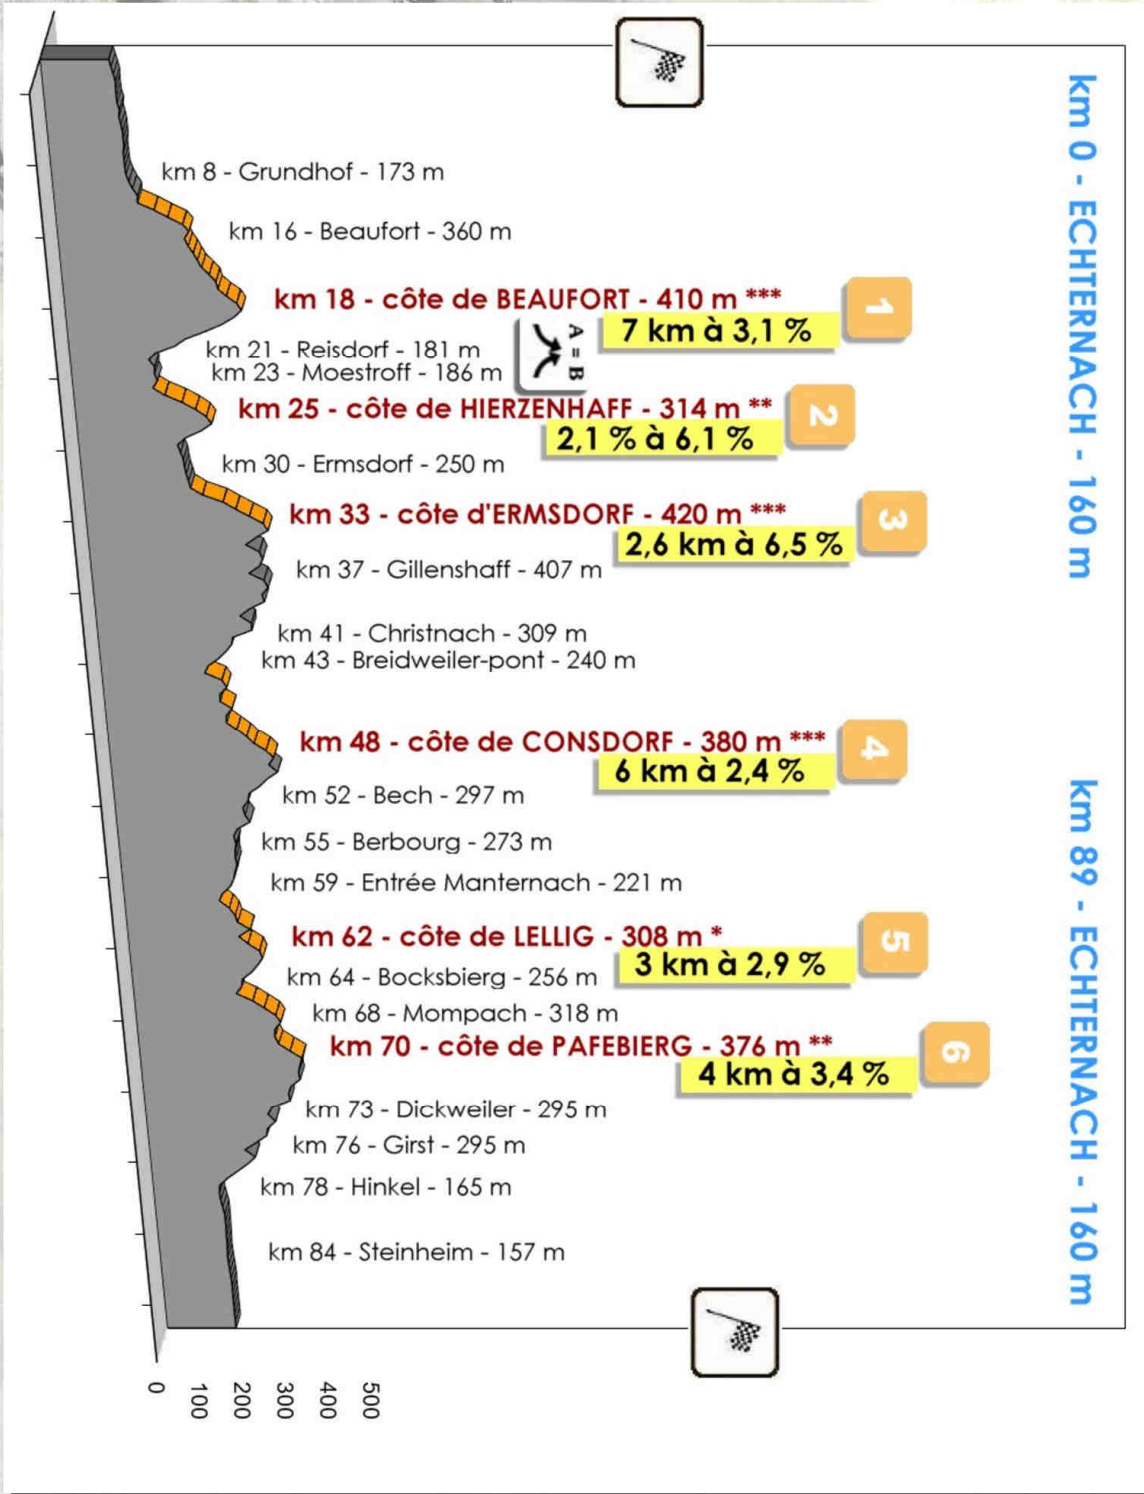 km 0 - ECHTERNACH - 160 m
km 8 - Grundhof - 173 m
km 16 - Beaufort - 360 m
km 18 - côte de BEAUFORT - 410 m ***
1
7 km à 3,1 %
km 21 - Reisdorf - 181 m
A = B
km 23 - Moestroff - 186 m
km 25 - côte de HIERZENHAFF - 314 m **
2
2,1 % à 6,1 %
km 30 - Ermsdorf - 250 m
km 33 - côte d'ERMSDORF - 420 m ***
3
2,6 km à 6,5 %
km 37 - Gillenshaff - 407 m
km 41 - Christnach - 309 m
km 43 - Breidweiler-pont - 240 m
km 48 - côte de CONSDORF - 380 m ***
4
6 km à 2,4 %
km 52 - Bech - 297 m
km 55 - Berbourg - 273 m
km 59 - Entrée Manternach - 221 m
km 62 - côte de LELLIG - 308 m *
5
3 km à 2,9 %
km 64 - Bocksbierg - 256 m
km 68 - Mompach - 318 m
km 70 - côte de PAFEBIERG - 376 m **
6
4 km à 3,4 %
km 73 - Dickweiler - 295 m
km 76 - Girst - 295 m
km 78 - Hinkel - 165 m
km 84 - Steinheim - 157 m
km 89 - ECHTERNACH - 160 m
0
100
200
300
400
500